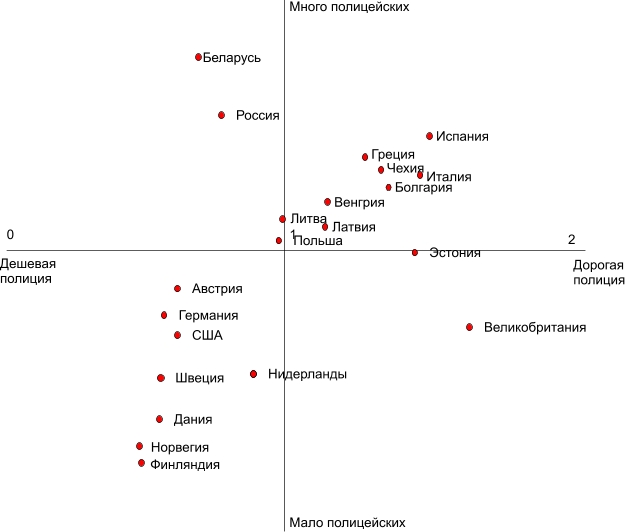 Много полицейских
Беларусь
Россия
Испания
Греция
Чехия
Италия
Болгария
Венгрия
Литва
Латвия
0
1
2
Польша
Эстония
Дешевая
полиция
Дорогая
полиция
Австрия
Германия
Великобритания
США
Нидерланды
Швеция
Дания
Норвегия
Финляндия
Мало полицейских